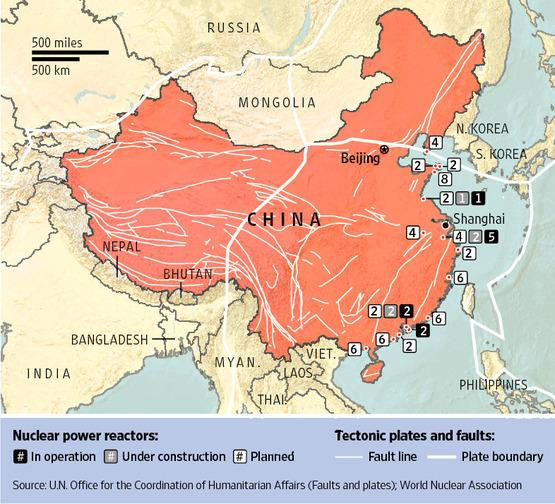 RUSSIA
500 miles
500 km
MONGOLIA
N. KOREA
S. KOREA
Beijing
4
2
2
8
2 1 1
CHINA
Shanghai
4
4 2 5
2
NEPAL
BHUTAN
6
2 2 2
6
2
BANGLADESH
6
6
2
INDIA
MYAN.
VIET.
LAOS
THAI.
PHILIPPINES
Nuclear power reactors:
# In operation # Under construction # Planned
Tectonic plates and faults:
Fault line Plate boundary
Source: U.N. Office for the Coordination of Humanitarian Affairs (Faults and plates); World Nuclear Association